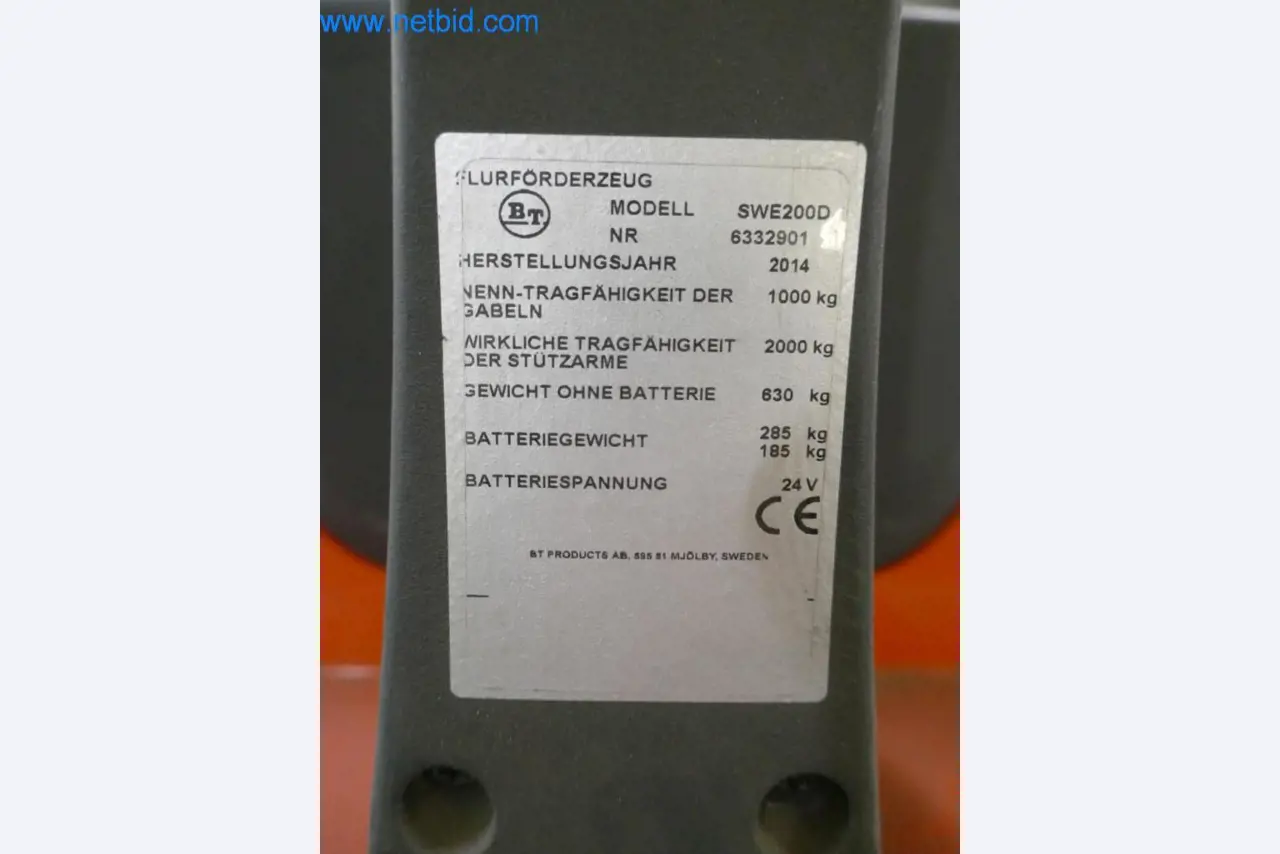 www.netbid.com
FLURFÖRDERZEUG
BT MODELL SWE200D
NR 6332901
HERSTELLUNGSJAHR 2014
NENN-TRAGFÄHIGKEIT DER 1000 kg
GABELN
WIRKLICHE TRAGFÄHIGKEIT 2000 kg
DER STÜTZARME
GEWICHT OHNE BATTERIE 630 kg
BATTERIEGEWICHT 285 kg
185 kg
BATTERIESPANNUNG 24 V
CE
BT PRODUCTS AB, 595 81 MJÖLBY, SWEDEN